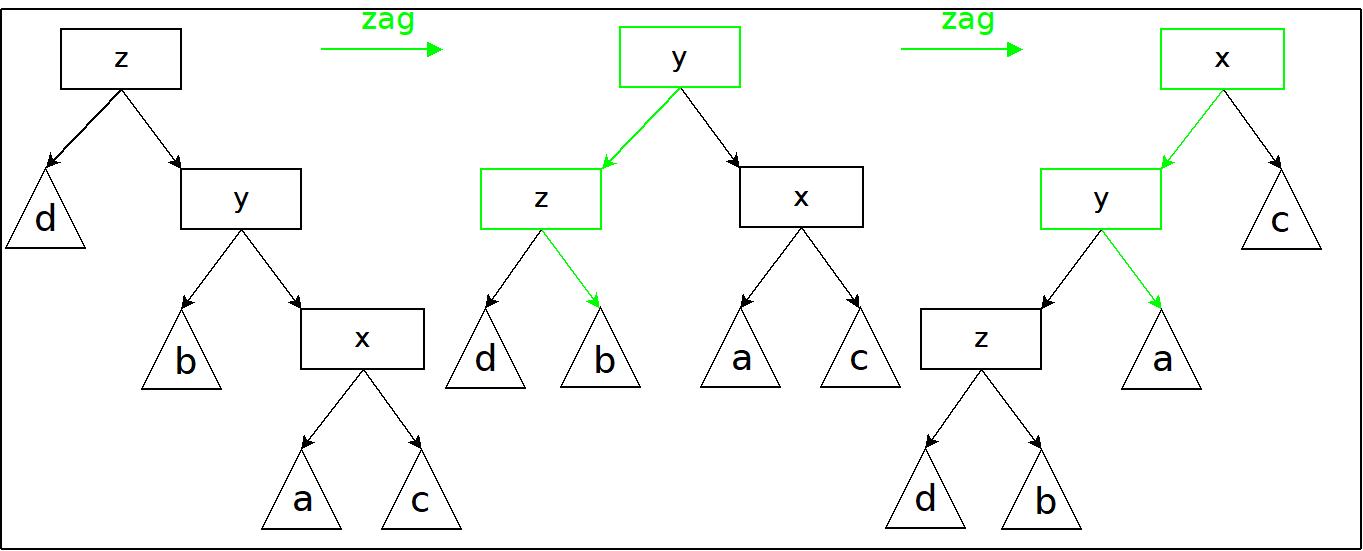 zag zag
z y x
d y z x y c
b x d b a c z a
a c d b